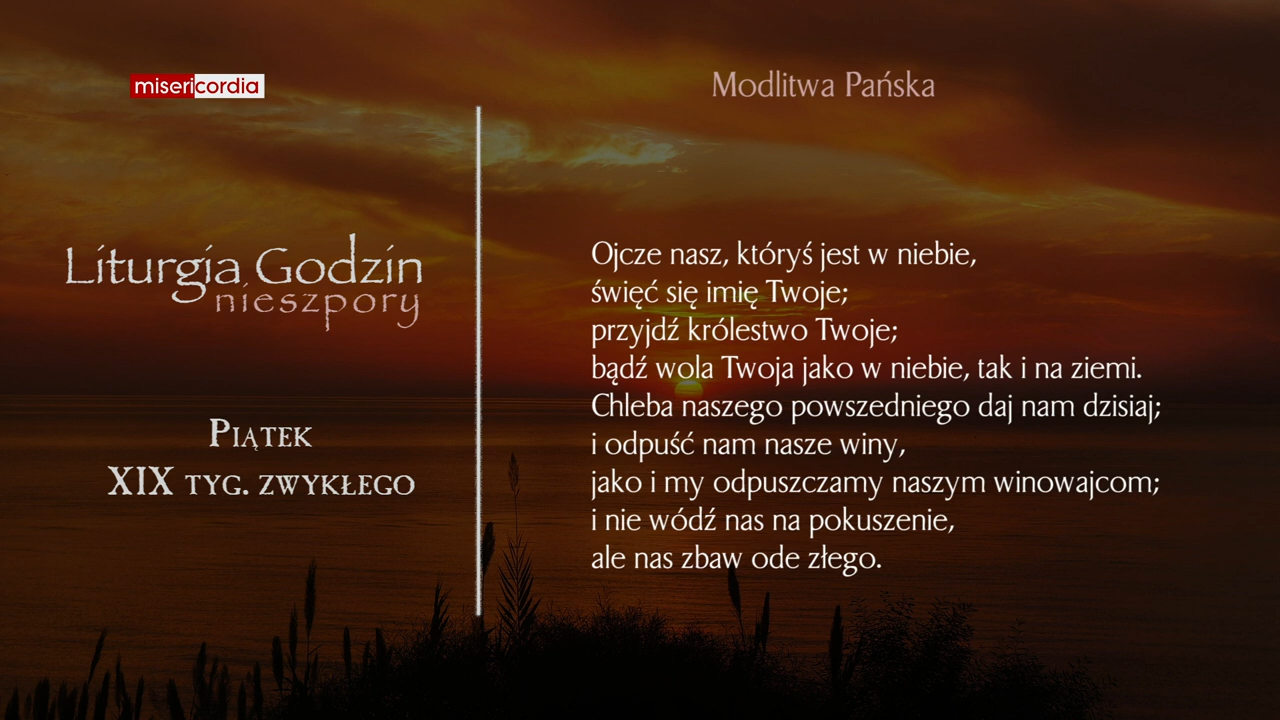 misericordia
Liturgia Godzin
nieszpory
Piątek
XIX tyg. zwykłego
Modlitwa Pańska
Ojcze nasz, któryś jest w niebie,
święć się imię Twoje;
przyjdź królestwo Twoje;
bądź wola Twoja jako w niebie, tak i na ziemi.
Chleba naszego powszedniego daj nam dzisiaj;
i odpuść nam nasze winy,
jako i my odpuszczamy naszym winowajcom;
i nie wódź nas na pokuszenie,
ale nas zbaw ode złego.